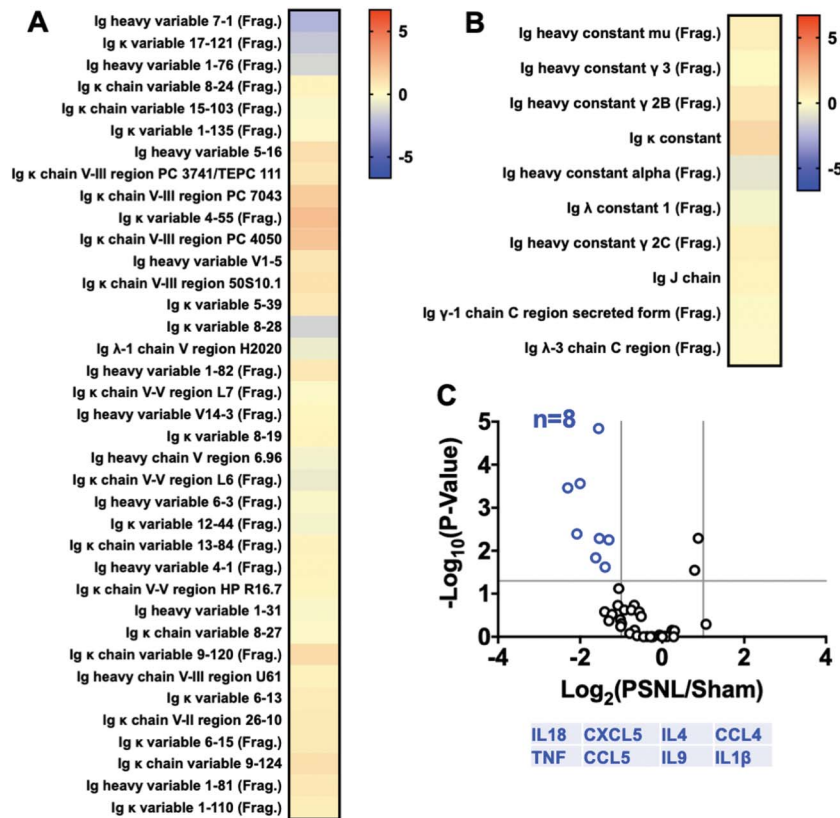 A
Ig heavy variable 7-1 (Frag.)
Ig κ variable 17-121 (Frag.)
Ig heavy variable 1-76 (Frag.)
Ig κ chain variable 8-24 (Frag.)
Ig κ chain variable 15-103 (Frag.)
Ig κ variable 1-135 (Frag.)
Ig heavy variable 5-16
Ig κ chain V-III region PC 3741/TEPC 111
Ig κ chain V-III region PC 7043
Ig κ variable 4-55 (Frag.)
Ig κ chain V-III region PC 4050
Ig heavy variable V1-5
Ig κ chain V-III region 50S10.1
Ig κ variable 5-39
Ig κ variable 8-28
Ig λ-1 chain V region H2020
Ig heavy variable 1-82 (Frag.)
Ig κ chain V-V region L7 (Frag.)
Ig heavy variable V14-3 (Frag.)
Ig κ variable 8-19
Ig heavy chain V region 6.96
Ig κ chain V-V region L6 (Frag.)
Ig heavy variable 6-3 (Frag.)
Ig κ variable 12-44 (Frag.)
Ig κ chain variable 13-84 (Frag.)
Ig heavy variable 4-1 (Frag.)
Ig κ chain V-V region HP R16.7
Ig heavy variable 1-31
Ig κ chain variable 8-27
Ig κ chain variable 9-120 (Frag.)
Ig heavy chain V-III region U61
Ig κ variable 6-13
Ig κ chain V-II region 26-10
Ig κ variable 6-15 (Frag.)
Ig κ chain variable 9-124
Ig heavy variable 1-81 (Frag.)
Ig κ variable 1-110 (Frag.)
5
0
-5
B
Ig heavy constant mu (Frag.)
Ig heavy constant γ 3 (Frag.)
Ig heavy constant γ 2B (Frag.)
Ig κ constant
Ig heavy constant alpha (Frag.)
Ig λ constant 1 (Frag.)
Ig heavy constant γ 2C (Frag.)
Ig J chain
Ig γ-1 chain C region secreted form (Frag.)
Ig λ-3 chain C region (Frag.)
5
0
-5
C
n=8
-Log10(P-Value)
5
4
3
2
1
0
-4 -2 0 2 4
Log2(PSNL/Sham)
IL18 CXCL5 IL4 CCL4
TNF CCL5 IL9 IL1β